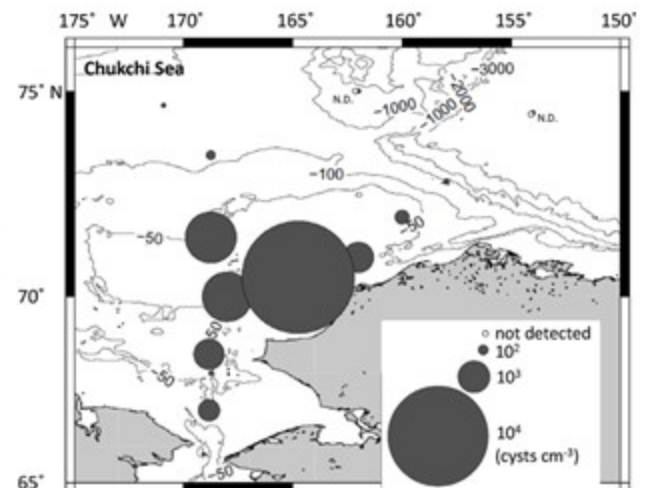 175° W 170° 165° 160° 155° 150°
Chukchi Sea
75° N
N.D.
−3000
−2000
−1000
−1000
N.D.
−100
−50
−50
70°
50
50
not detected
10²
10³
10⁴
(cysts cm⁻³)
65°
−50